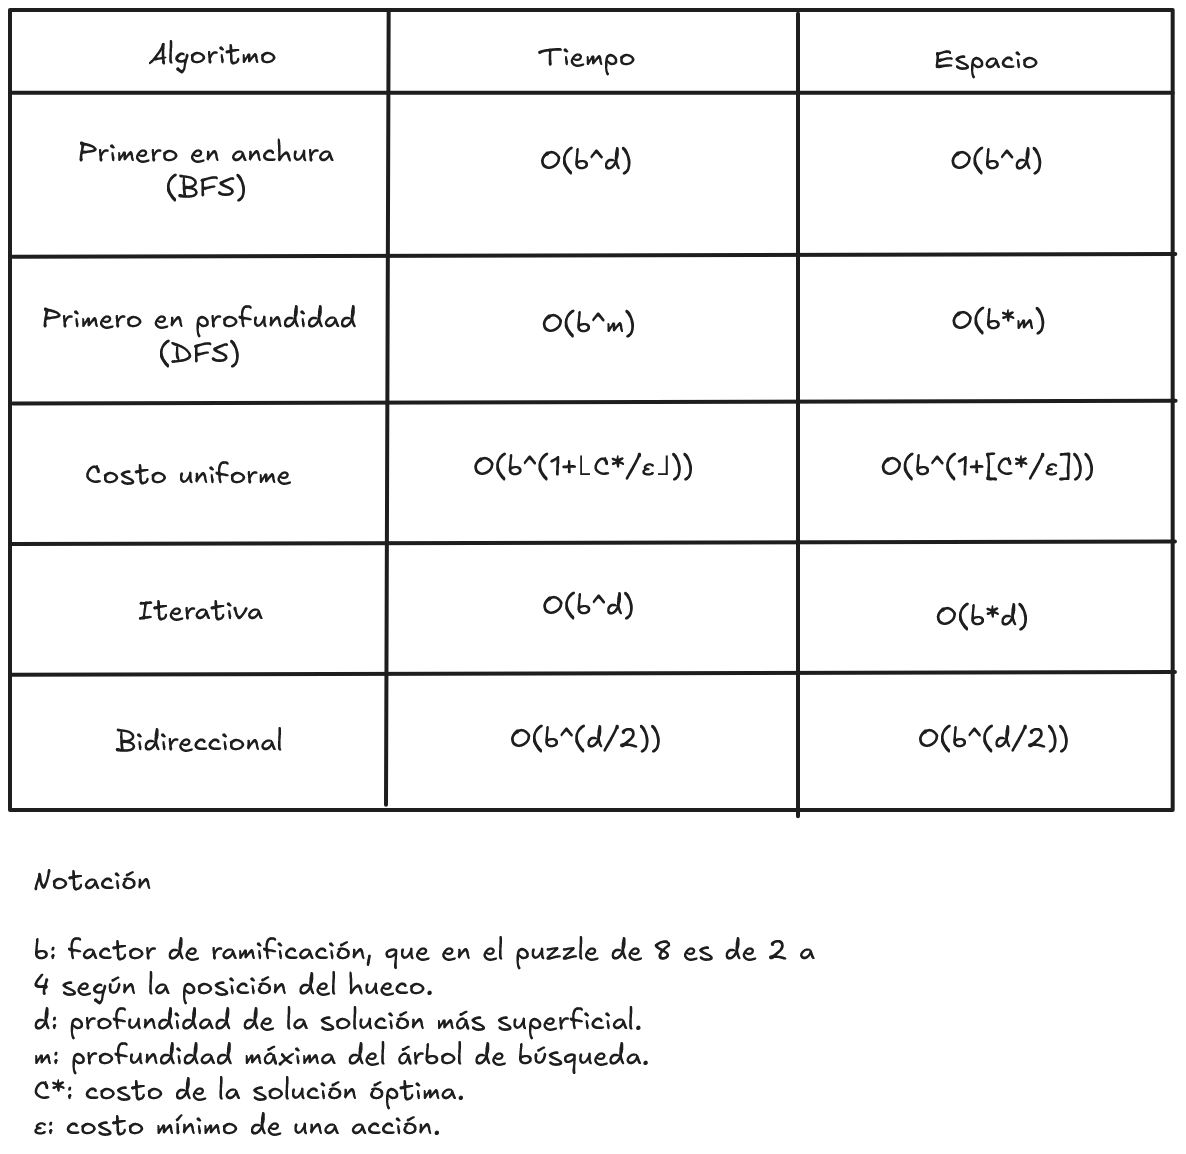 Algoritmo Tiempo Espacio
Primero en anchura
(BFS) O(b^d) O(b^d)
Primero en profundidad
(DFS) O(b^m) O(b*m)
Costo uniforme O(b^(1+⌊C*/ε⌋)) O(b^(1+[C*/ε]))
Iterativa O(b^d) O(b*d)
Bidireccional O(b^(d/2)) O(b^(d/2))
Notación
b: factor de ramificación, que en el puzzle de 8 es de 2 a
4 según la posición del hueco.
d: profundidad de la solución más superficial.
m: profundidad máxima del árbol de búsqueda.
C*: costo de la solución óptima.
ε: costo mínimo de una acción.